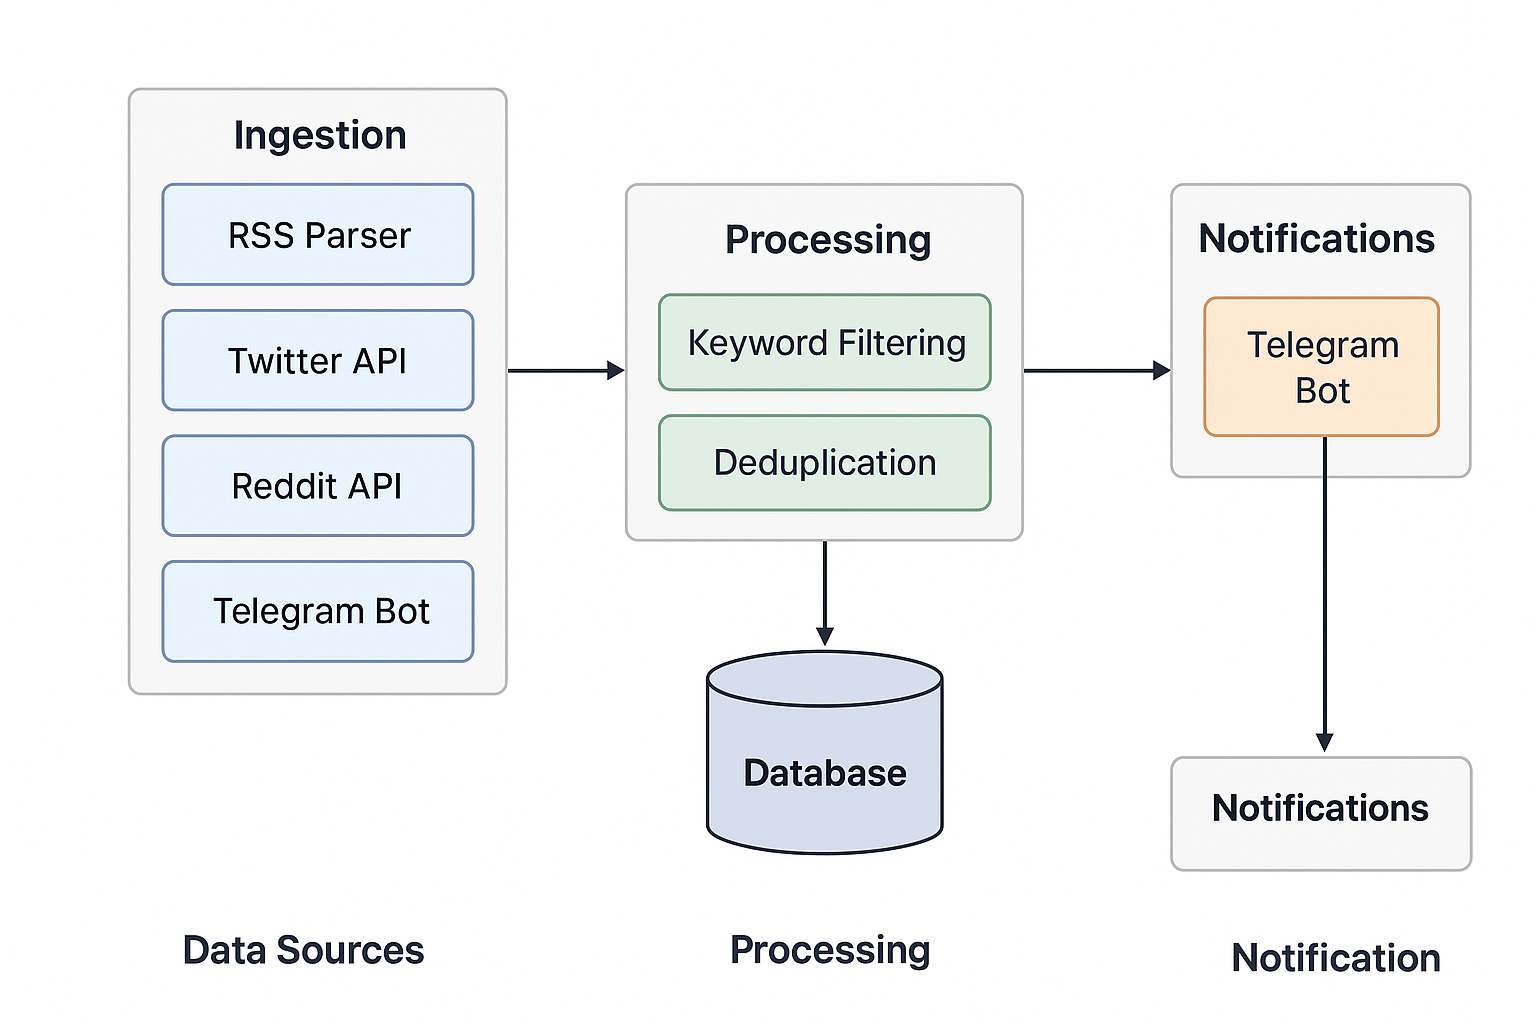 Ingestion
RSS Parser
Twitter API
Reddit API
Telegram Bot
Processing
Keyword Filtering
Deduplication
Database
Notifications
Telegram
Bot
Notifications
Data Sources
Processing
Notification